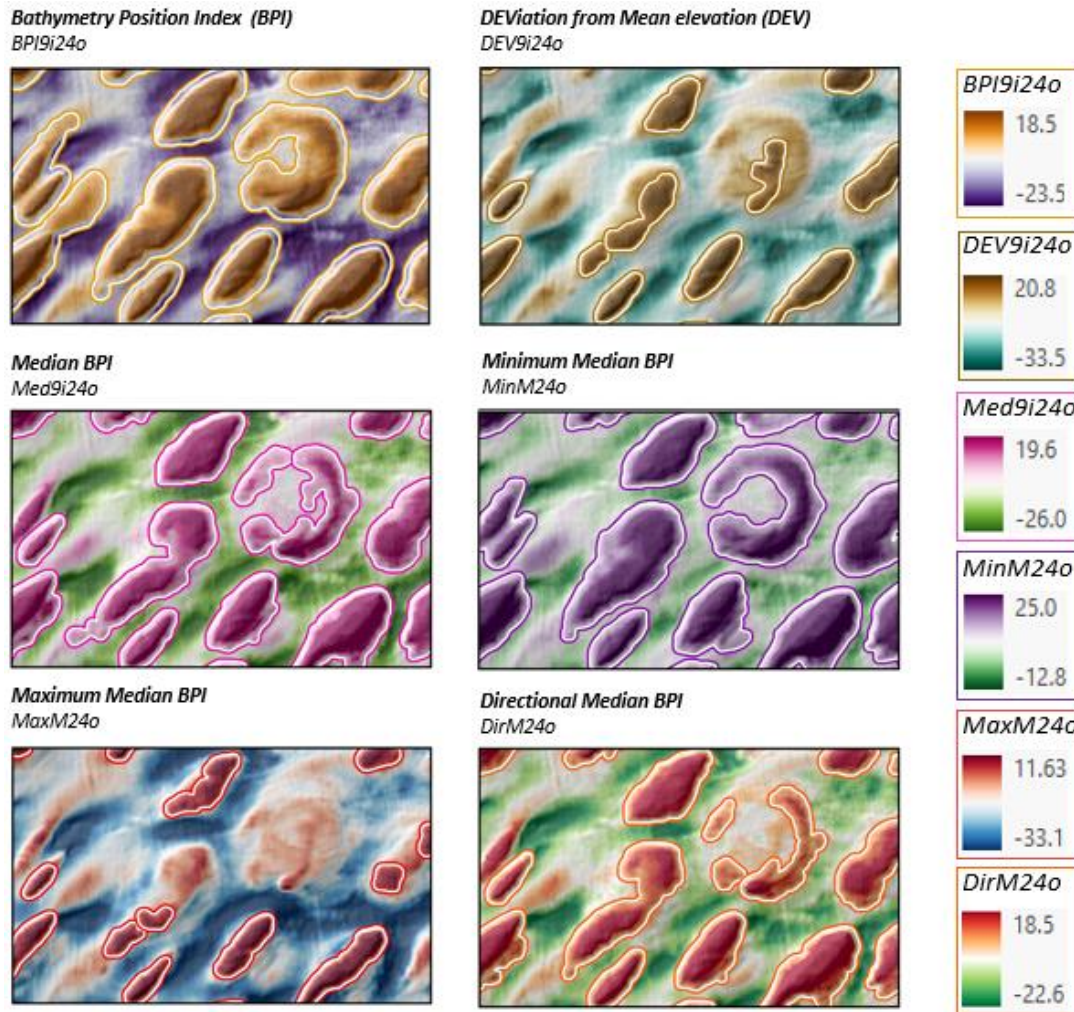 Bathymetry Position Index (BPI)
BPI9i24o
DEViation from Mean elevation (DEV)
DEV9i24o
Median BPI
Med9i24o
Minimum Median BPI
MinM24o
Maximum Median BPI
MaxM24o
Directional Median BPI
DirM24o
BPI9i24o
18.5
-23.5
DEV9i24o
20.8
-33.5
Med9i24o
19.6
-26.0
MinM24o
25.0
-12.8
MaxM24o
11.63
-33.1
DirM24o
18.5
-22.6